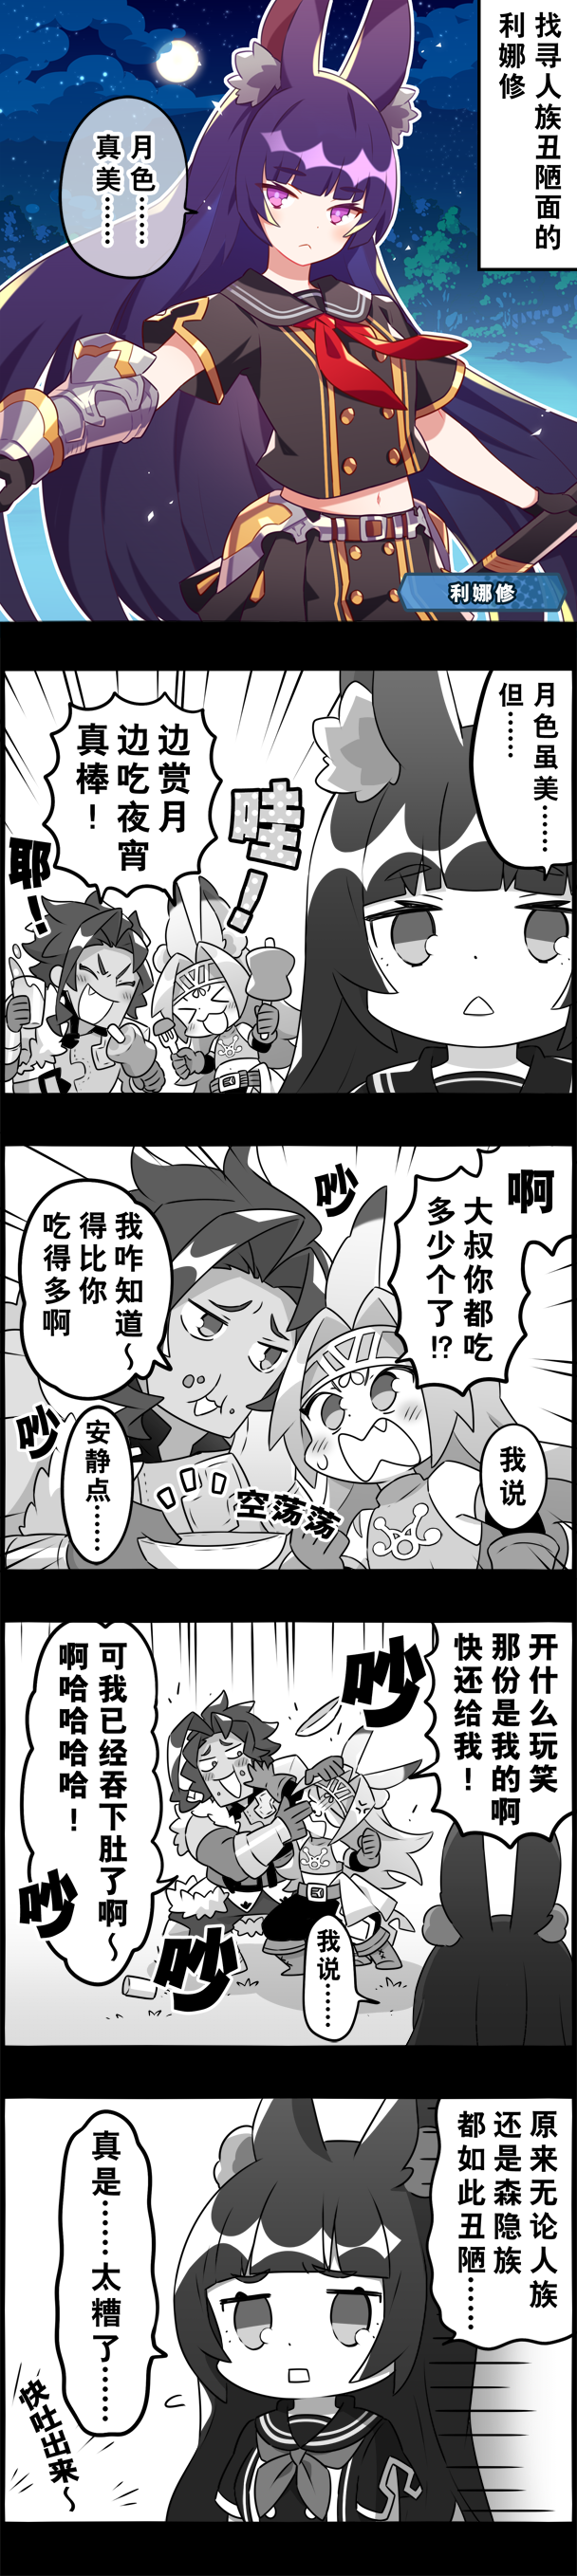 找寻人族丑陋面的
利娜修
月色……
真美……
利娜修
月色虽美……
但……
哇！
边赏月
边吃夜宵
真棒！
耶！
啊
大叔你都吃
多少个了!?
吵
我咋知道～
得比你
吃得多啊
我说
空荡荡
吵
安静点……
开什么玩笑
那份是我的啊
快还给我！
吵
可我已经吞下肚了啊～
啊哈哈哈哈！
我说……
吵
吵
原来无论人族
还是森隐族
都如此丑陋……
真是……太糟了……
快吐出来～